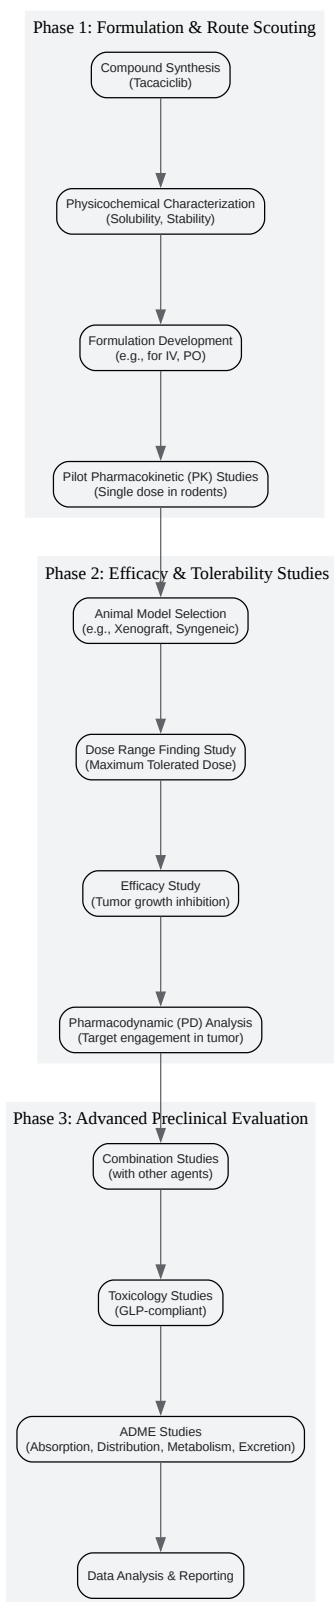 Phase 1: Formulation & Route Scouting
Compound Synthesis
(Tacaciclib)
Physicochemical Characterization
(Solubility, Stability)
Formulation Development
(e.g., for IV, PO)
Pilot Pharmacokinetic (PK) Studies
(Single dose in rodents)
Phase 2: Efficacy & Tolerability Studies
Animal Model Selection
(e.g., Xenograft, Syngeneic)
Dose Range Finding Study
(Maximum Tolerated Dose)
Efficacy Study
(Tumor growth inhibition)
Pharmacodynamic (PD) Analysis
(Target engagement in tumor)
Phase 3: Advanced Preclinical Evaluation
Combination Studies
(with other agents)
Toxicology Studies
(GLP-compliant)
ADME Studies
(Absorption, Distribution, Metabolism, Excretion)
Data Analysis & Reporting